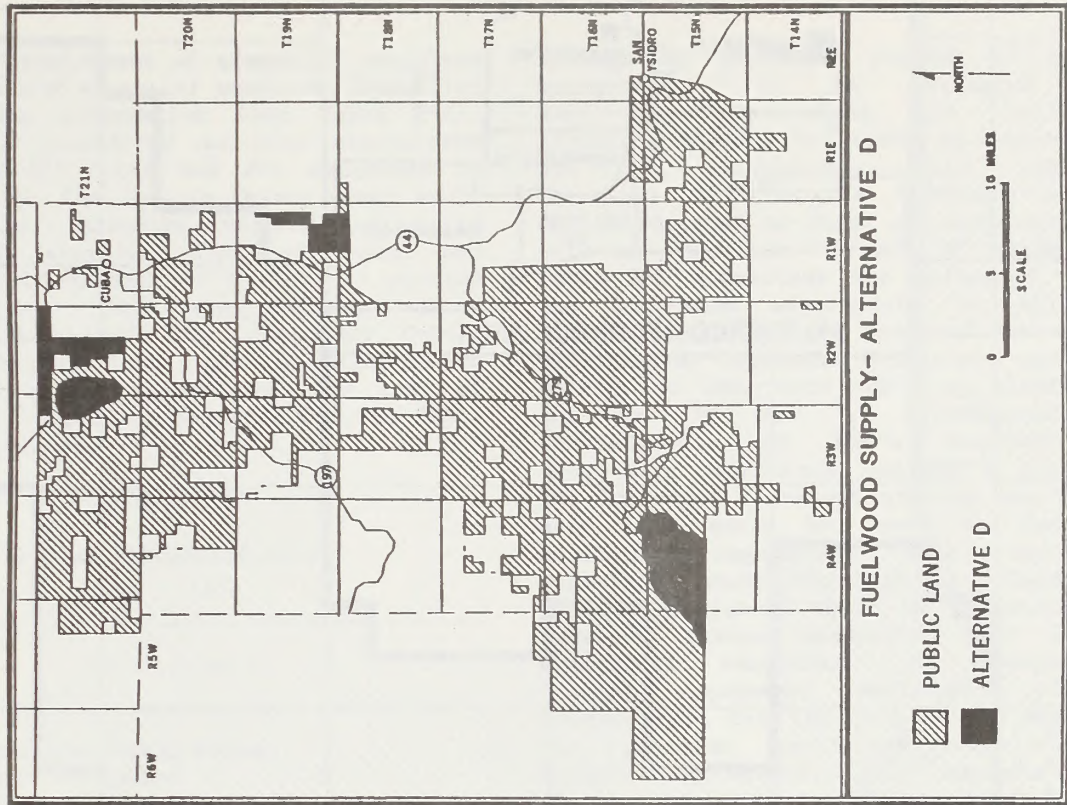 T21N
CUBAO
T20N
T19N
T18N
T17N
T16N
T15N
T14N
44
197
279
SAN
YSIDRO
R6W
R5W
R4W
R3W
R2W
R1W
R1E
R2E
FUELWOOD SUPPLY- ALTERNATIVE D
PUBLIC LAND
ALTERNATIVE D
0 5 10 MILES
SCALE
NORTH